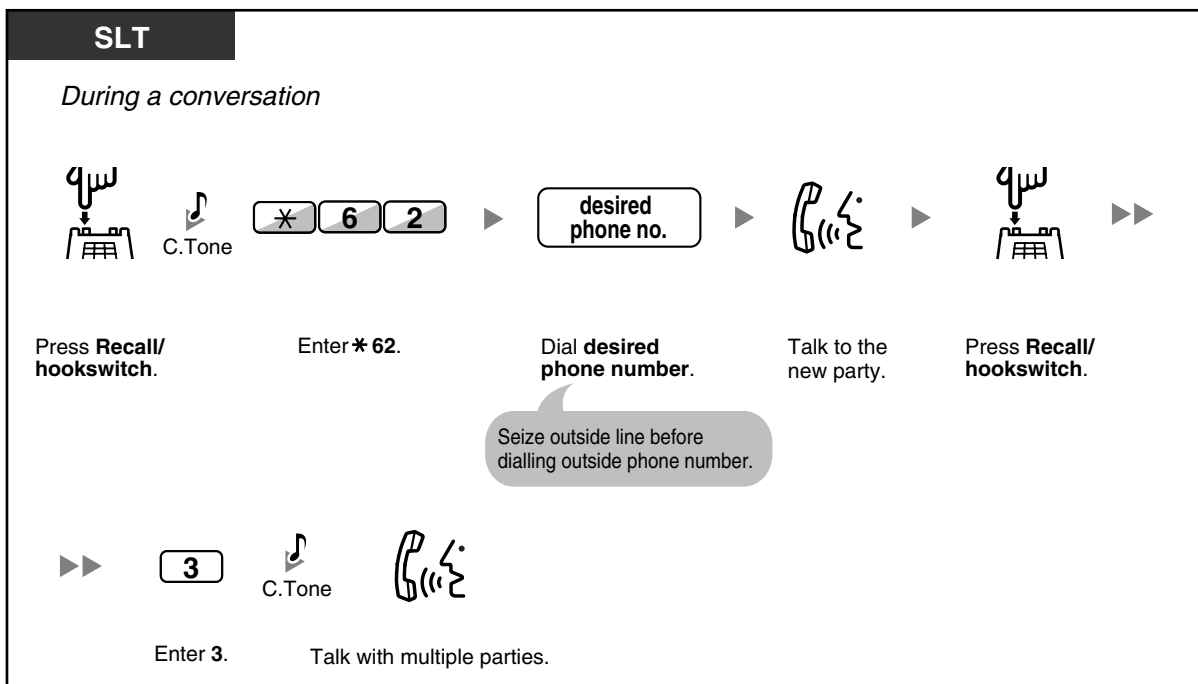 SLT
During a conversation
C.Tone
* 6 2
desired
phone no.
Press Recall/
hookswitch.
Enter * 62.
Dial desired
phone number.
Talk to the
new party.
Press Recall/
hookswitch.
Seize outside line before
dialling outside phone number.
3
C.Tone
Enter 3.
Talk with multiple parties.